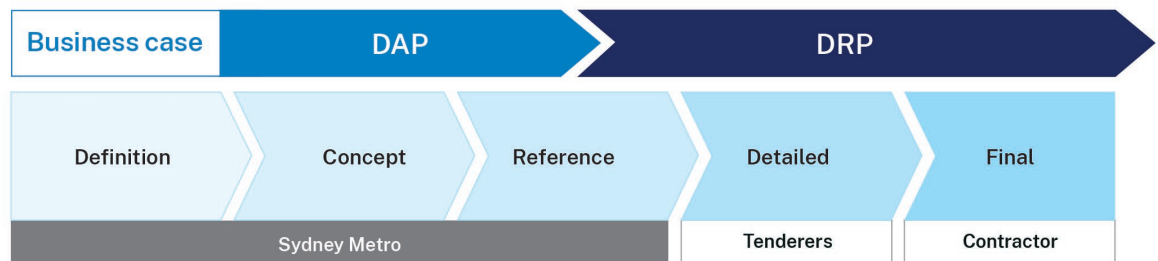 Business case
DAP
DRP
Definition
Concept
Reference
Detailed
Final
Sydney Metro
Tenderers
Contractor